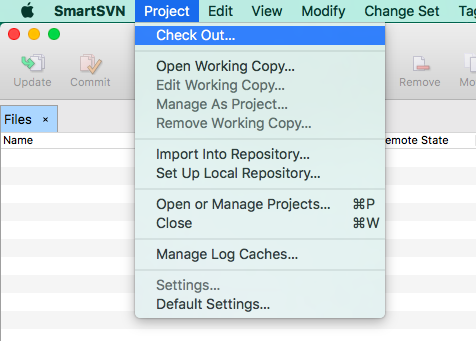 SmartSVN Project Edit View Modify Change Set
Check Out...
Update Commit Remove
Open Working Copy...
Edit Working Copy...
Manage As Project...
Files ×
Remove Working Copy...
Name State
Import Into Repository...
Set Up Local Repository...
Open or Manage Projects... ⌘P
Close ⌘W
Manage Log Caches...
Settings...
Default Settings...